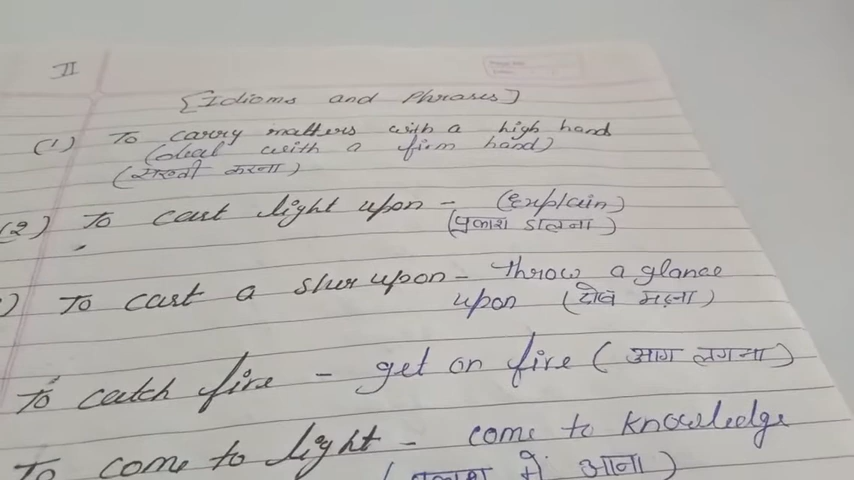 II
[Idioms and Phrases]
(1) To carry matters with a high hand
(deal with a firm hand)
(सख्ती करना)
(2) To cast light upon - (Explain)
(प्रकाश डालना)
) To cast a slur upon - throw a glance
upon (दोष मढ़ना)
To catch fire - get on fire (आग लगना)
To come to light - come to knowledge
(प्रकाश में आना)